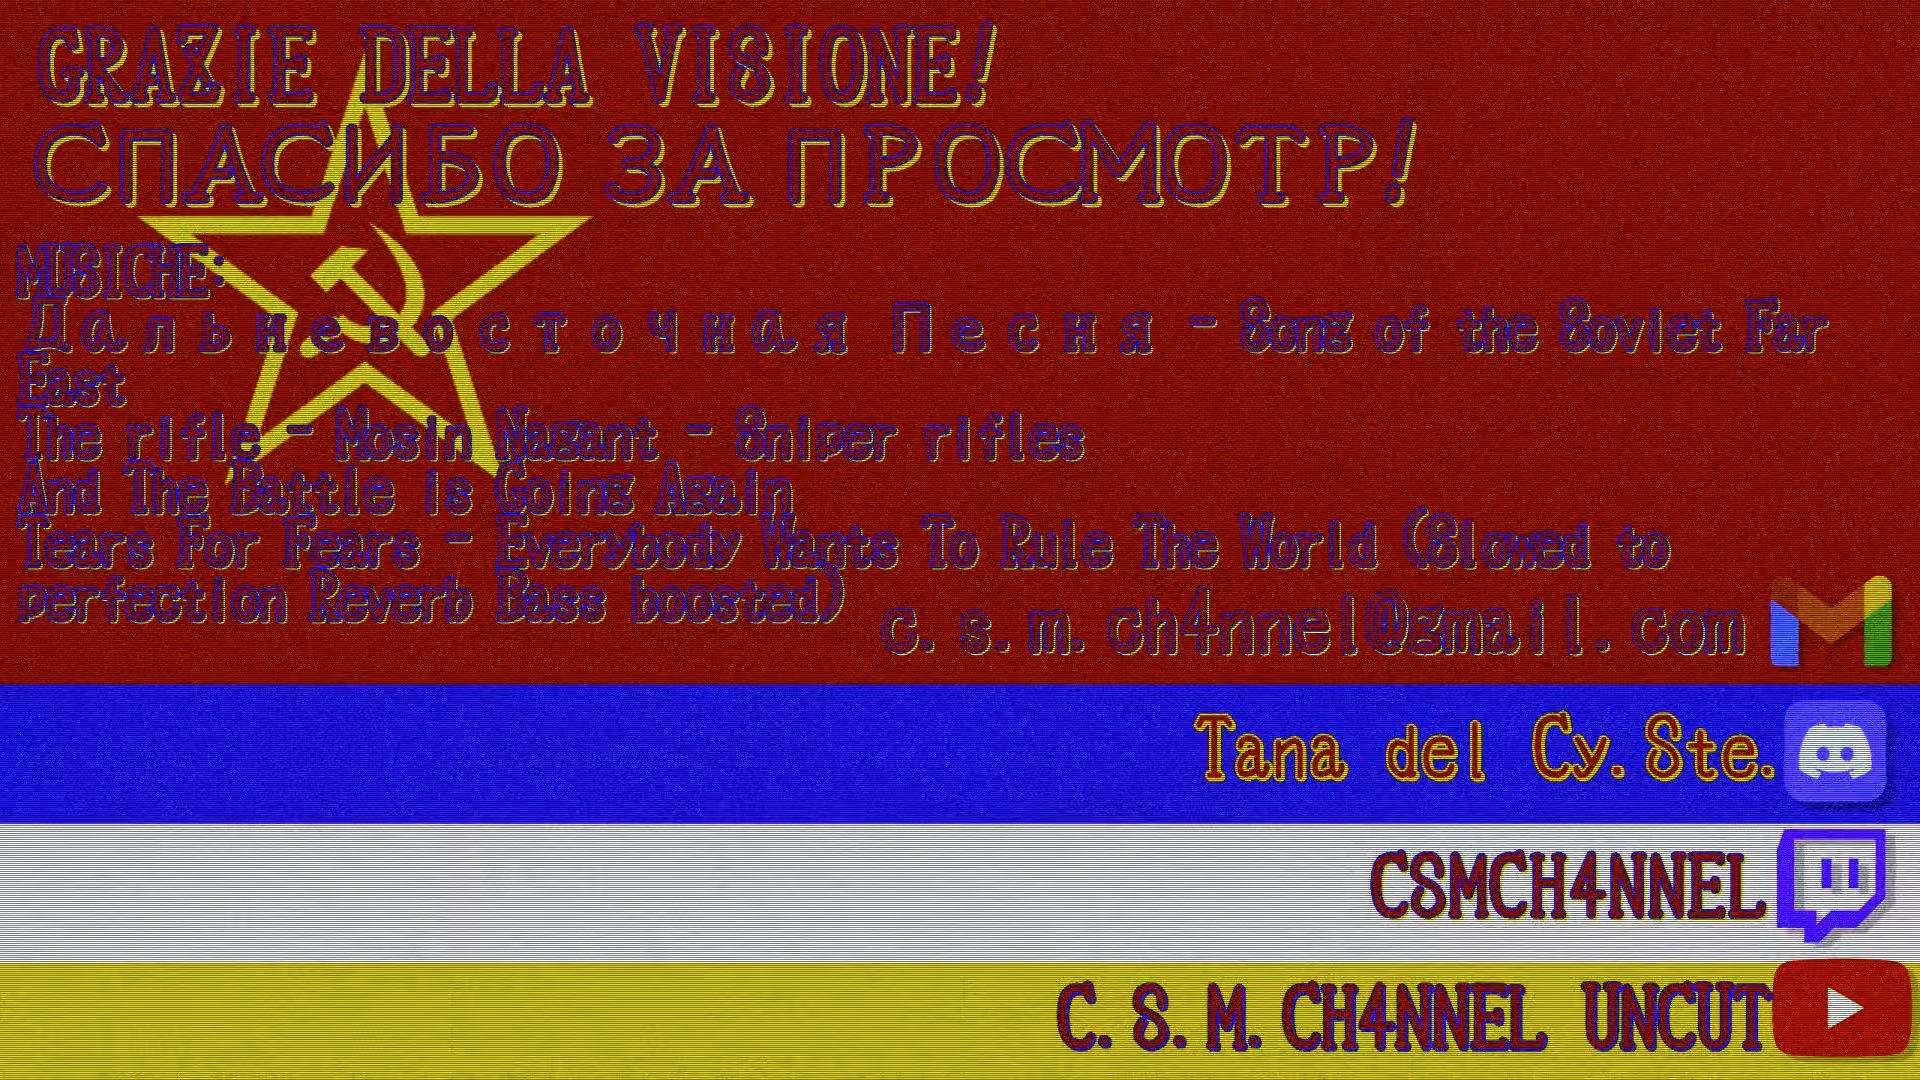 GRAZIE DELLA VISIONE!
СПАСИБО ЗА ПРОСМОТР!
MUSICHE:
Дальневосточная Песня - Song of the Soviet Far
East
The rifle - Mosin Nagant - Sniper rifles
And The Battle is Going Again
Tears For Fears - Everybody Wants To Rule The World (Slowed to
perfection Reverb Bass boosted)
c.s.m.ch4nnel@gmail.com
Tana del Cy.Ste.
CSMCH4NNEL
C.S.M.CH4NNEL UNCUT